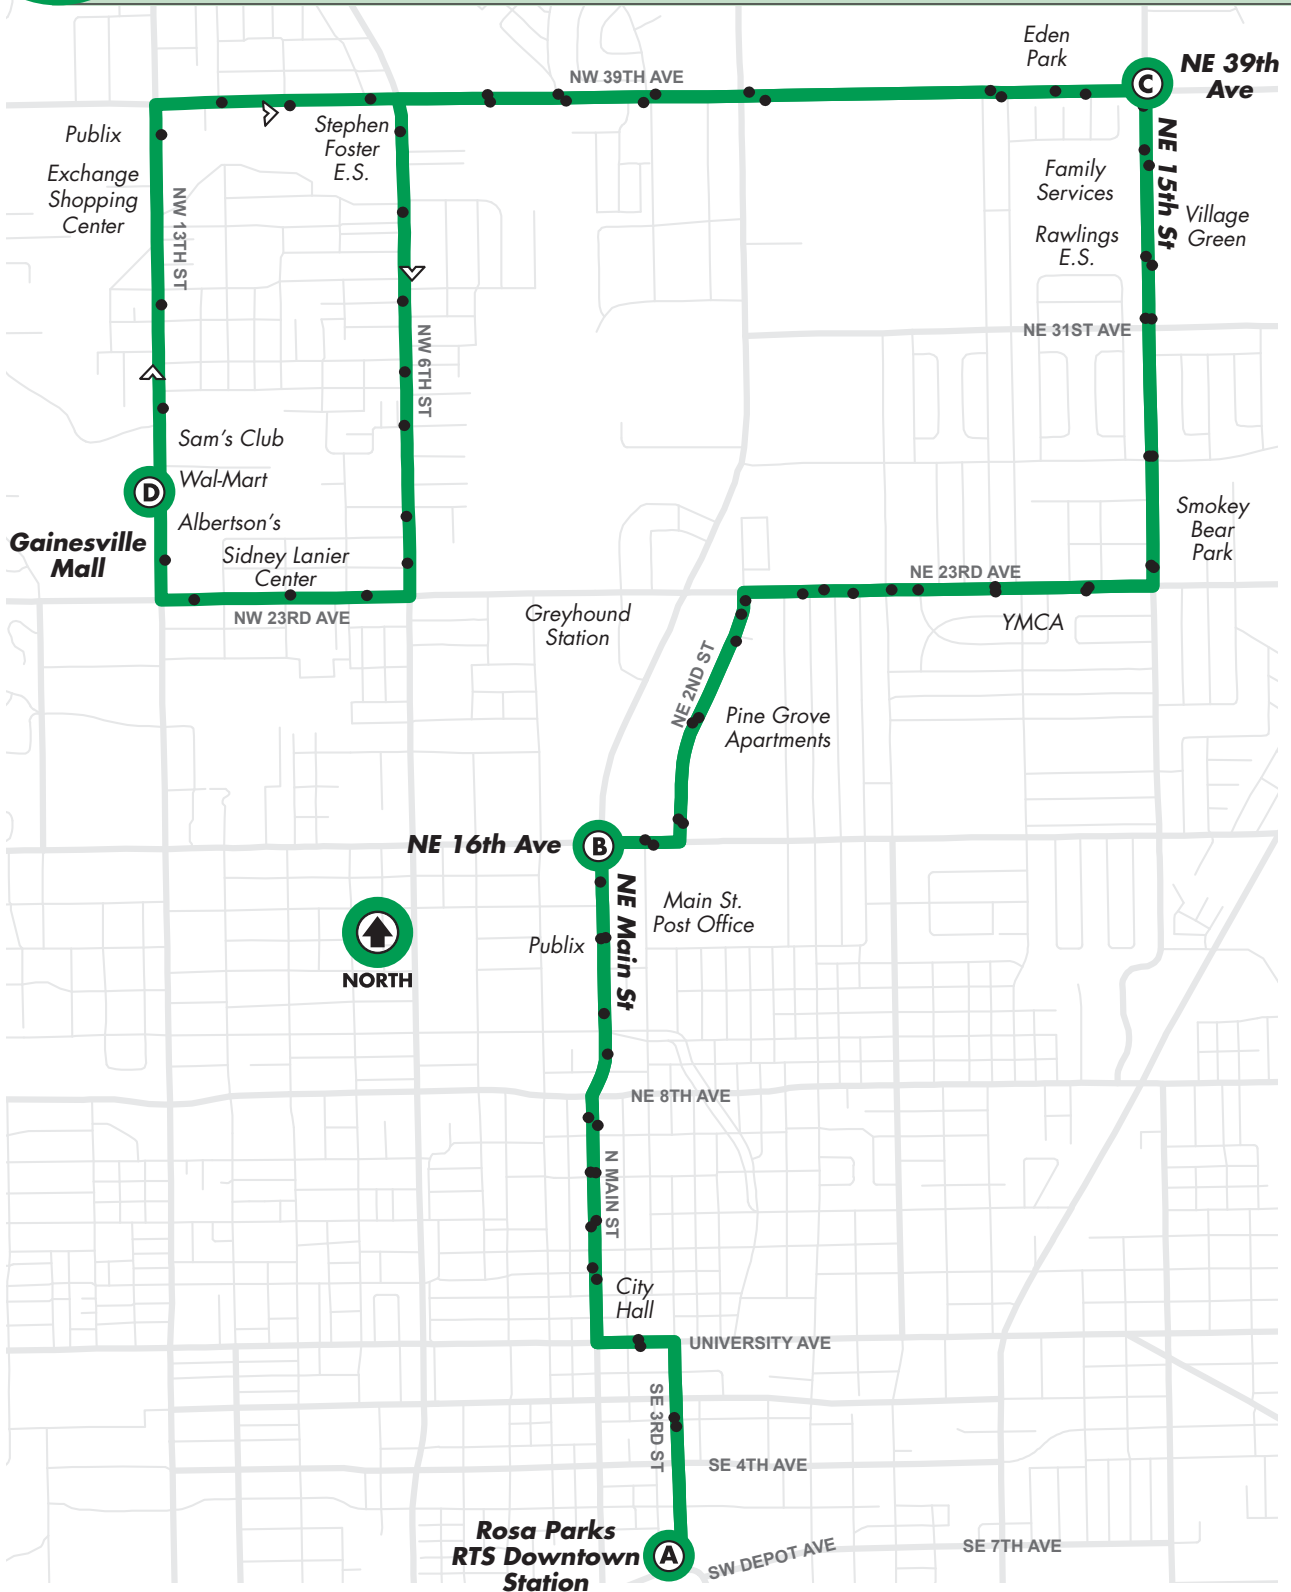 Eden
Park
NE 39th
Ave
C
NW 39TH AVE
Publix
Exchange
Shopping
Center
Stephen
Foster
E.S.
NW 13TH ST
NE 15th St
Family
Services
Rawlings
E.S.
Village
Green
NW 6TH ST
NE 31ST AVE
Sam's Club
Wal-Mart
D
Albertson's
Gainesville
Mall
Sidney Lanier
Center
NW 23RD AVE
Smokey
Bear
Park
NE 23RD AVE
YMCA
Greyhound
Station
NE 2ND ST
Pine Grove
Apartments
NE 16th Ave
B
NE Main St
Main St.
Post Office
Publix
NORTH
NE 8TH AVE
N MAIN ST
City
Hall
UNIVERSITY AVE
SE 3RD ST
SE 4TH AVE
Rosa Parks
RTS Downtown
Station
A
SW DEPOT AVE
SE 7TH AVE